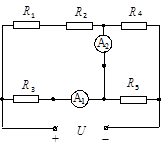 R₁ R₂ R₄
A₂
R₃ A₁ R₅
+ U −